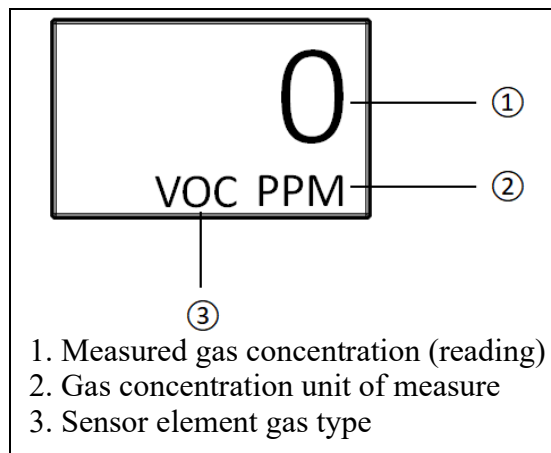 0
①
VOC PPM
②
③
1. Measured gas concentration (reading)
2. Gas concentration unit of measure
3. Sensor element gas type